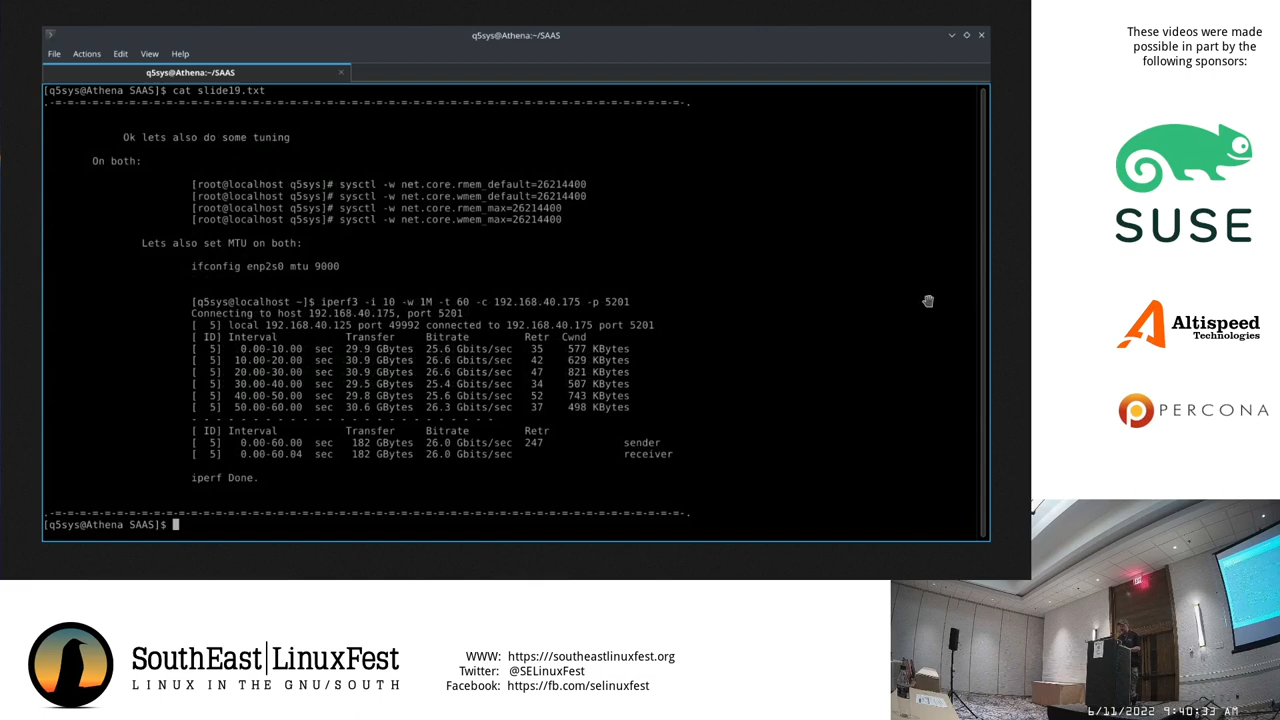 q5sys@Athena:~/SAAS
File Actions Edit View Help
q5sys@Athena:~/SAAS
[q5sys@Athena SAAS]$ cat slide19.txt
.-=-=-=-=-=-=-=-=-=-=-=-=-=-=-=-=-=-=-=-=-=-=-=-=-=-=-=-=-=-=-=-=-=-=-=-=-=-=-=-=-=-=-=-=-=-=-=-=-=-=-=-=-.
Ok lets also do some tuning
On both:
[root@localhost q5sys]# sysctl -w net.core.rmem_default=26214400
[root@localhost q5sys]# sysctl -w net.core.wmem_default=26214400
[root@localhost q5sys]# sysctl -w net.core.rmem_max=26214400
[root@localhost q5sys]# sysctl -w net.core.wmem_max=26214400
Lets also set MTU on both:
ifconfig enp2s0 mtu 9000
[q5sys@localhost ~]$ iperf3 -i 10 -w 1M -t 60 -c 192.168.40.175 -p 5201
Connecting to host 192.168.40.175, port 5201
[ 5] local 192.168.40.125 port 49992 connected to 192.168.40.175 port 5201
[ ID] Interval Transfer Bitrate Retr Cwnd
[ 5] 0.00-10.00 sec 29.9 GBytes 25.6 Gbits/sec 35 577 KBytes
[ 5] 10.00-20.00 sec 30.9 GBytes 26.6 Gbits/sec 42 629 KBytes
[ 5] 20.00-30.00 sec 30.9 GBytes 26.6 Gbits/sec 47 821 KBytes
[ 5] 30.00-40.00 sec 29.5 GBytes 25.4 Gbits/sec 34 507 KBytes
[ 5] 40.00-50.00 sec 29.8 GBytes 25.6 Gbits/sec 52 743 KBytes
[ 5] 50.00-60.00 sec 30.6 GBytes 26.3 Gbits/sec 37 498 KBytes
- - - - - - - - - - - - - - - - - - - - - - - - -
[ ID] Interval Transfer Bitrate Retr
[ 5] 0.00-60.00 sec 182 GBytes 26.0 Gbits/sec 247 sender
[ 5] 0.00-60.04 sec 182 GBytes 26.0 Gbits/sec receiver
iperf Done.
.-=-=-=-=-=-=-=-=-=-=-=-=-=-=-=-=-=-=-=-=-=-=-=-=-=-=-=-=-=-=-=-=-=-=-=-=-=-=-=-=-=-=-=-=-=-=-=-=-=-=-=-=-.
[q5sys@Athena SAAS]$
These videos were made
possible in part by the
following sponsors:
SUSE
Altispeed
Technologies
PERCONA
SouthEast LinuxFest
LINUX IN THE GNU/SOUTH
WWW: https:///southeastlinuxfest.org
Twitter: @SELinuxFest
Facebook: https://fb.com/selinuxfest
6/11/2022 9:40:33 AM